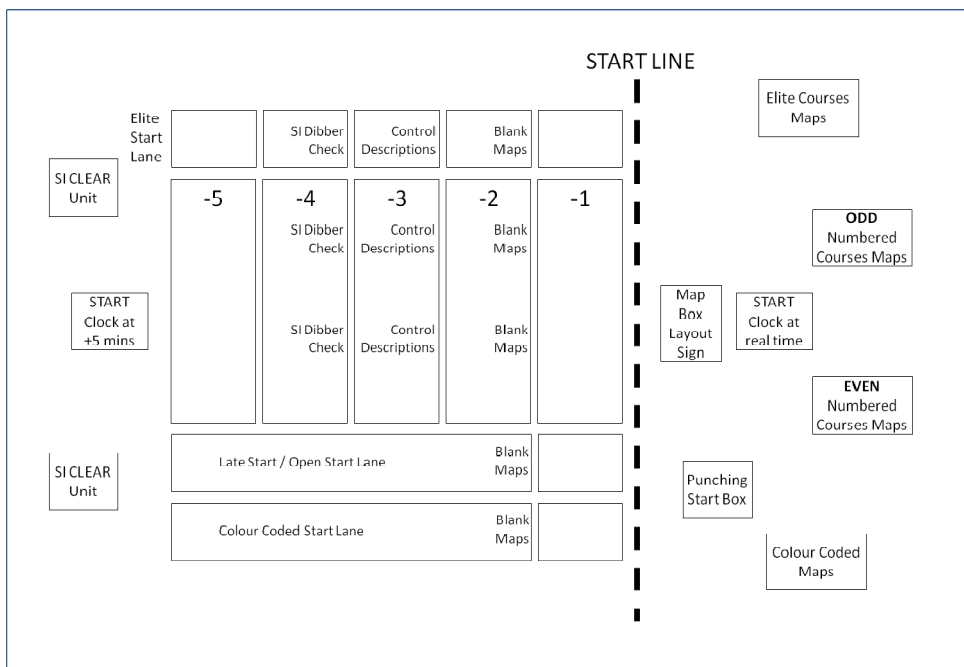 START LINE
Elite
Start
Lane
SI Dibber
Check
Control
Descriptions
Blank
Maps
Elite Courses
Maps
SI CLEAR
Unit
-5
-4
-3
-2
-1
SI Dibber
Check
Control
Descriptions
Blank
Maps
ODD
Numbered
Courses Maps
START
Clock at
+5 mins
SI Dibber
Check
Control
Descriptions
Blank
Maps
Map
Box
Layout
Sign
START
Clock at
real time
EVEN
Numbered
Courses Maps
SI CLEAR
Unit
Late Start / Open Start Lane
Blank
Maps
Punching
Start Box
Colour Coded Start Lane
Blank
Maps
Colour Coded
Maps